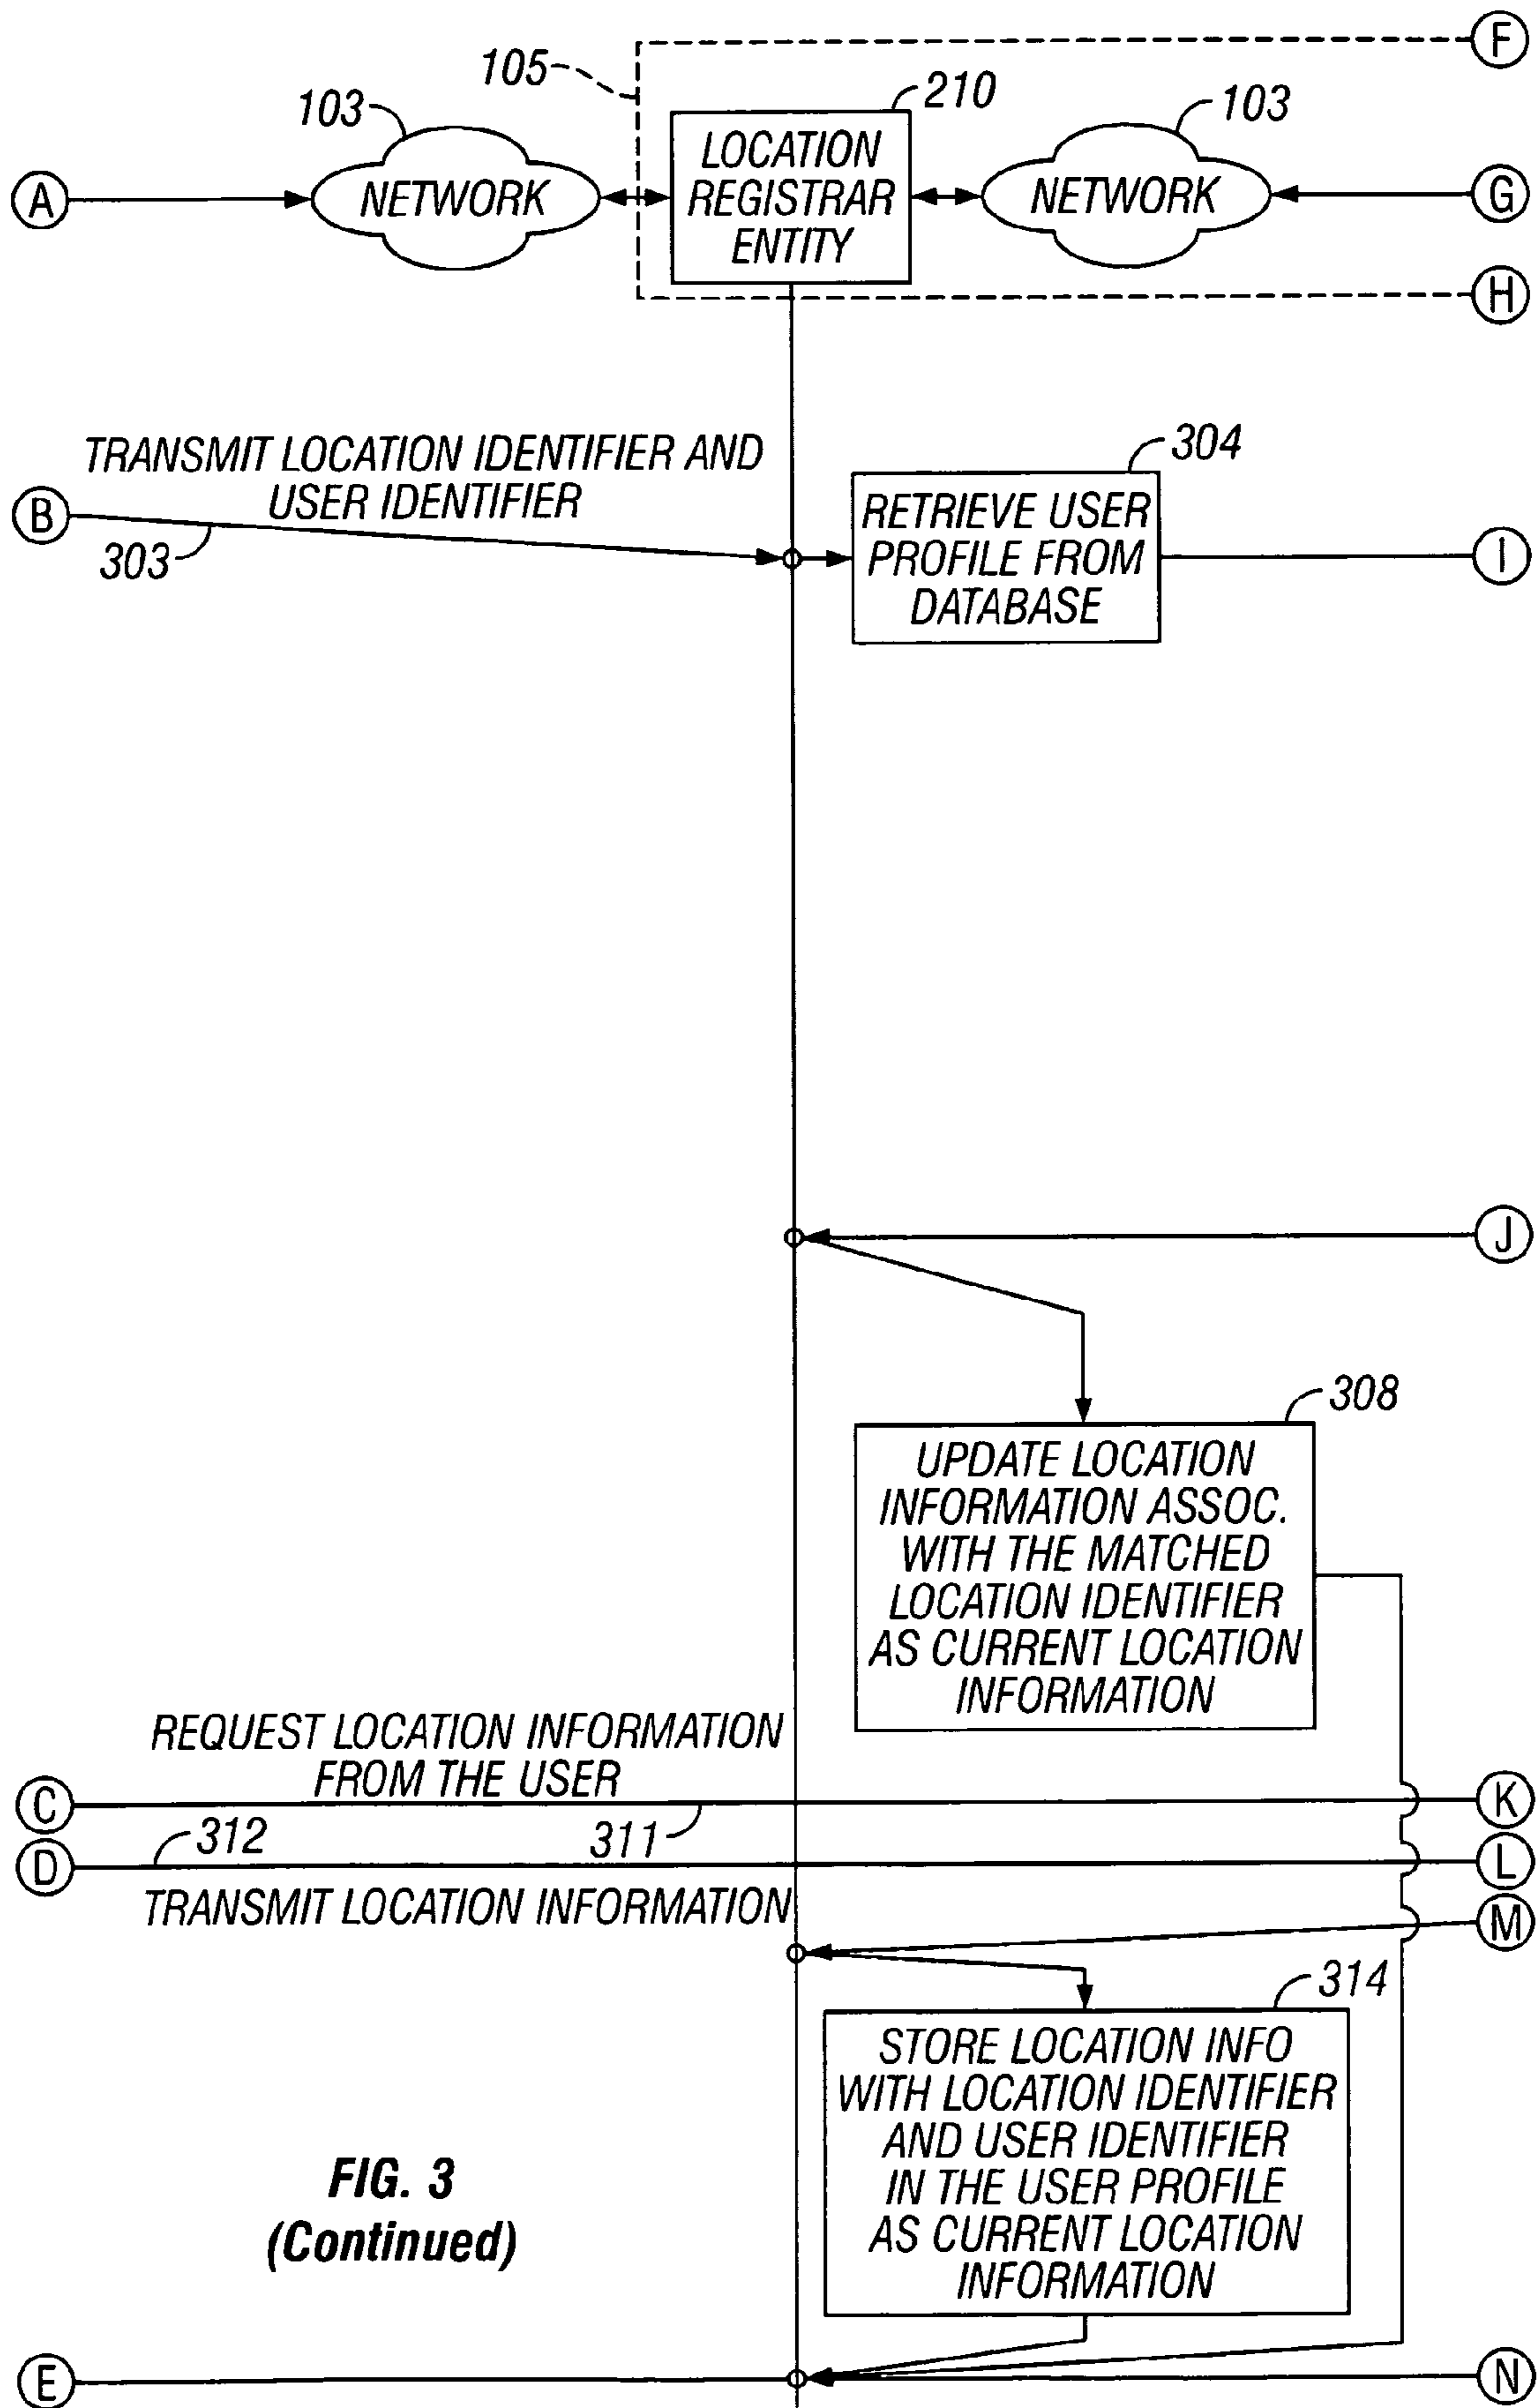 F
105
210
103
103
LOCATION
REGISTRAR
ENTITY
A
NETWORK
NETWORK
G
H
304
TRANSMIT LOCATION IDENTIFIER AND
USER IDENTIFIER
B
303
RETRIEVE USER
PROFILE FROM
DATABASE
I
J
308
UPDATE LOCATION
INFORMATION ASSOC.
WITH THE MATCHED
LOCATION IDENTIFIER
AS CURRENT LOCATION
INFORMATION
REQUEST LOCATION INFORMATION
FROM THE USER
C
311
K
312
D
L
TRANSMIT LOCATION INFORMATION
M
314
STORE LOCATION INFO
WITH LOCATION IDENTIFIER
AND USER IDENTIFIER
IN THE USER PROFILE
AS CURRENT LOCATION
INFORMATION
FIG. 3
(Continued)
E
N